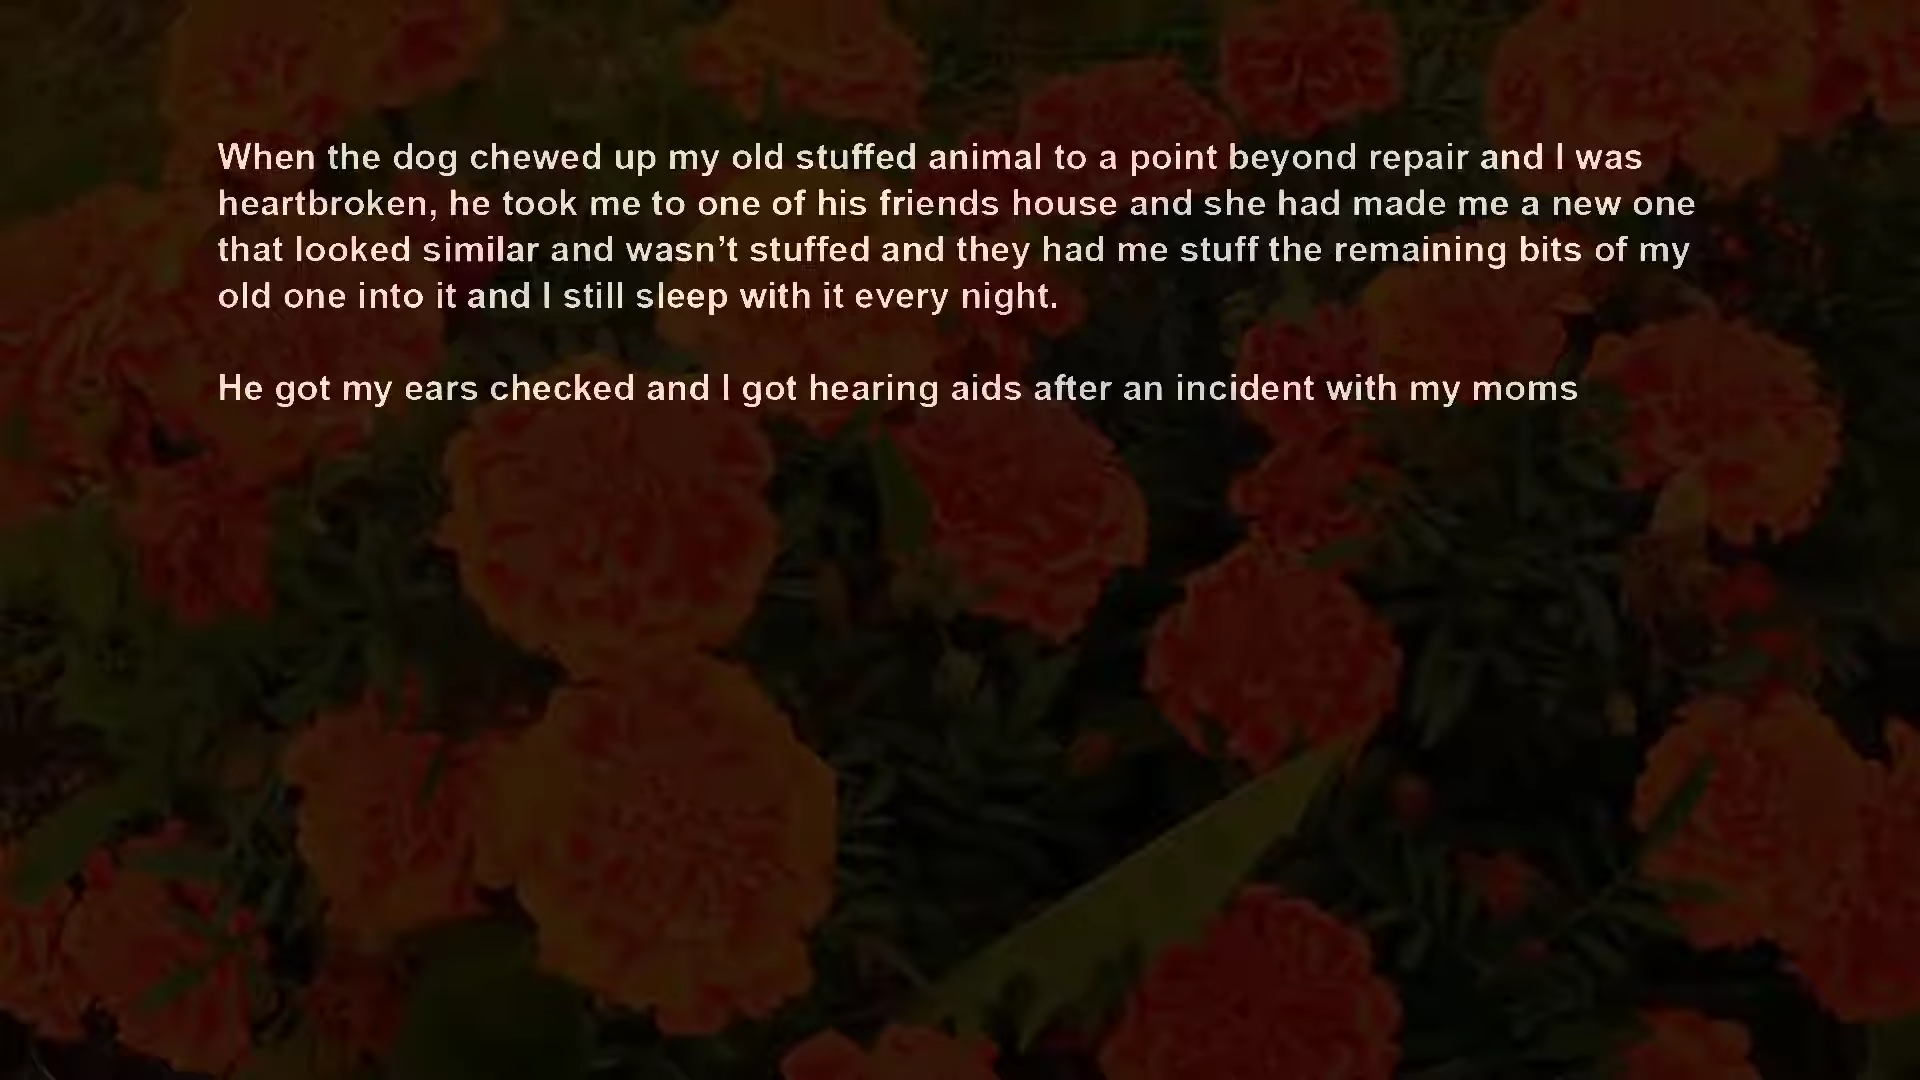 When the dog chewed up my old stuffed animal to a point beyond repair and I was
heartbroken, he took me to one of his friends house and she had made me a new one
that looked similar and wasn’t stuffed and they had me stuff the remaining bits of my
old one into it and I still sleep with it every night.
He got my ears checked and I got hearing aids after an incident with my moms